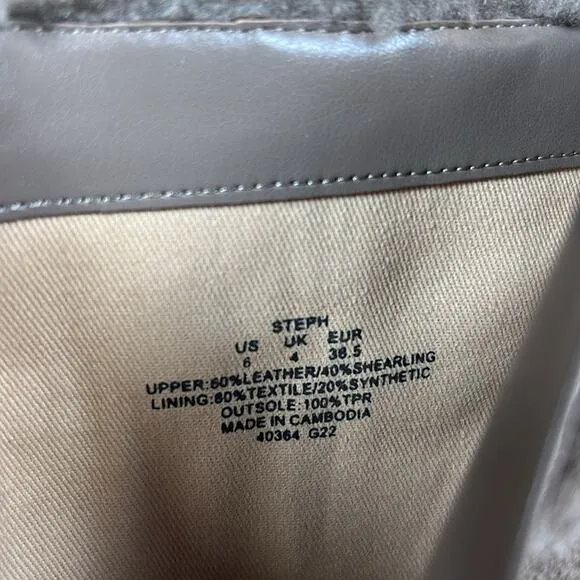 STEPH
US UK EUR
6 4 36.5
UPPER:60%LEATHER/40%SHEARLING
LINING:80%TEXTILE/20%SYNTHETIC
OUTSOLE:100%TPR
MADE IN CAMBODIA
40364 G22